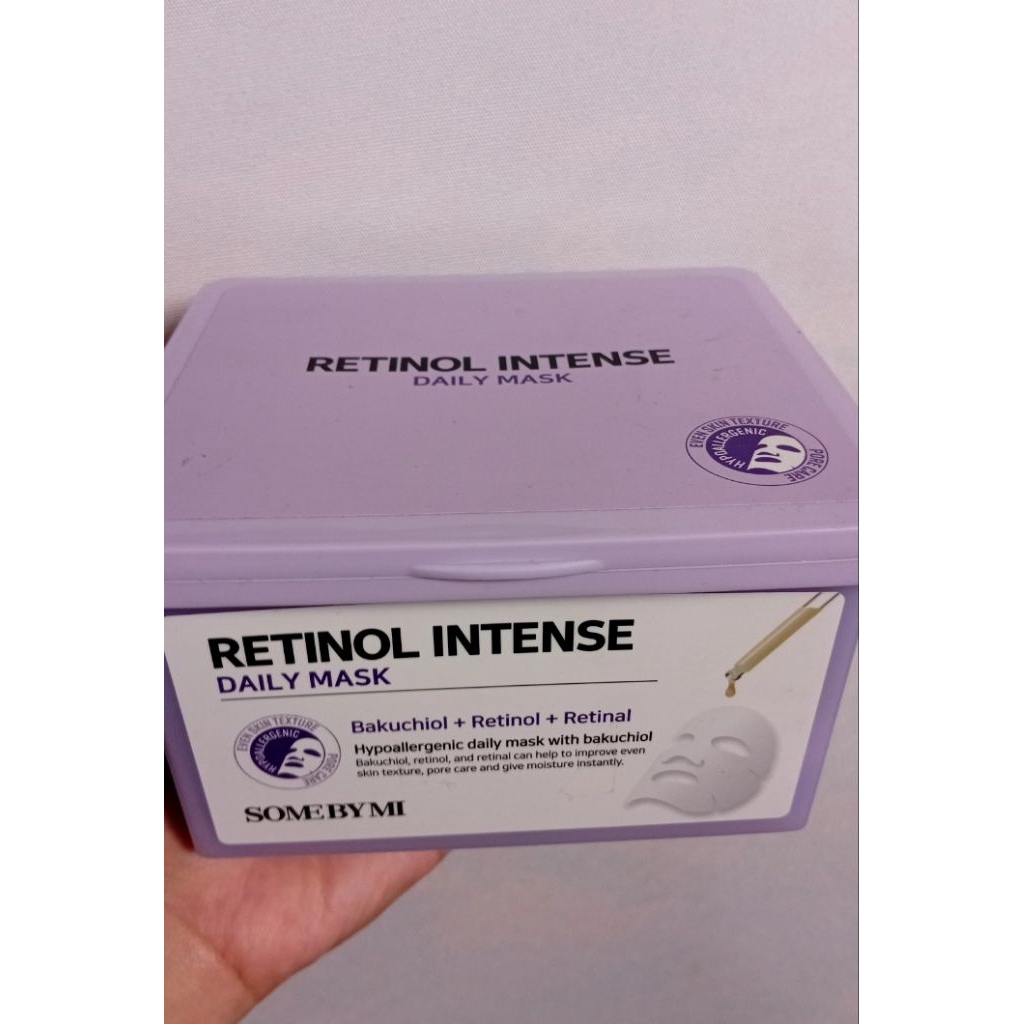 RETINOL INTENSE
DAILY MASK
EVEN SKIN TEXTURE
HYPOALLERGENIC
PORE CARE
RETINOL INTENSE
DAILY MASK
EVEN SKIN TEXTURE
HYPOALLERGENIC
PORE CARE
Bakuchiol + Retinol + Retinal
Hypoallergenic daily mask with bakuchiol
Bakuchiol, retinol, and retinal can help to improve even
skin texture, pore care and give moisture instantly.
SOME BY MI